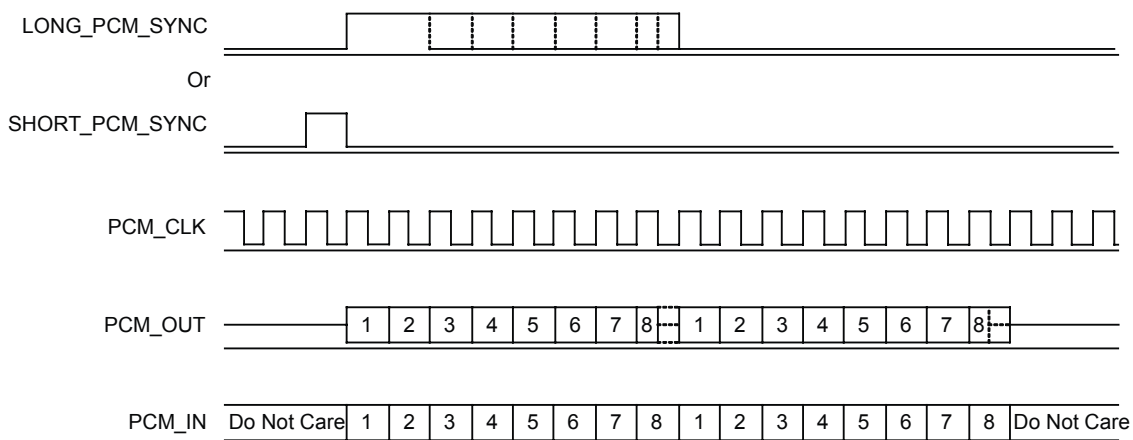 LONG_PCM_SYNC
Or
SHORT_PCM_SYNC
PCM_CLK
PCM_OUT 1 2 3 4 5 6 7 8 1 2 3 4 5 6 7 8
PCM_IN Do Not Care 1 2 3 4 5 6 7 8 1 2 3 4 5 6 7 8 Do Not Care